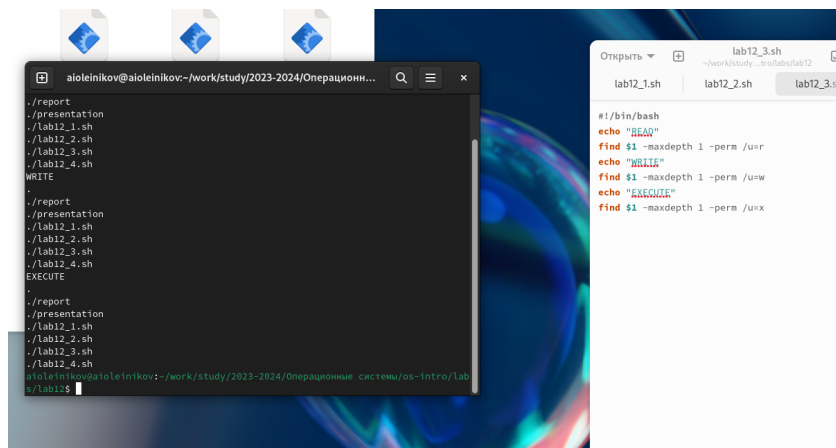 aioleinikov@aioleinikov:~/work/study/2023-2024/Операционн...
./report
./presentation
./lab12_1.sh
./lab12_2.sh
./lab12_3.sh
./lab12_4.sh
WRITE
.
./report
./presentation
./lab12_1.sh
./lab12_2.sh
./lab12_3.sh
./lab12_4.sh
EXECUTE
.
./report
./presentation
./lab12_1.sh
./lab12_2.sh
./lab12_3.sh
./lab12_4.sh
aioleinikov@aioleinikov:~/work/study/2023-2024/Операционные системы/os-intro/lab
s/lab12$
Открыть
lab12_3.sh
~/work/study...tro/labs/lab12
lab12_1.sh lab12_2.sh lab12_3.s
#!/bin/bash
echo "READ"
find $1 -maxdepth 1 -perm /u=r
echo "WRITE"
find $1 -maxdepth 1 -perm /u=w
echo "EXECUTE"
find $1 -maxdepth 1 -perm /u=x